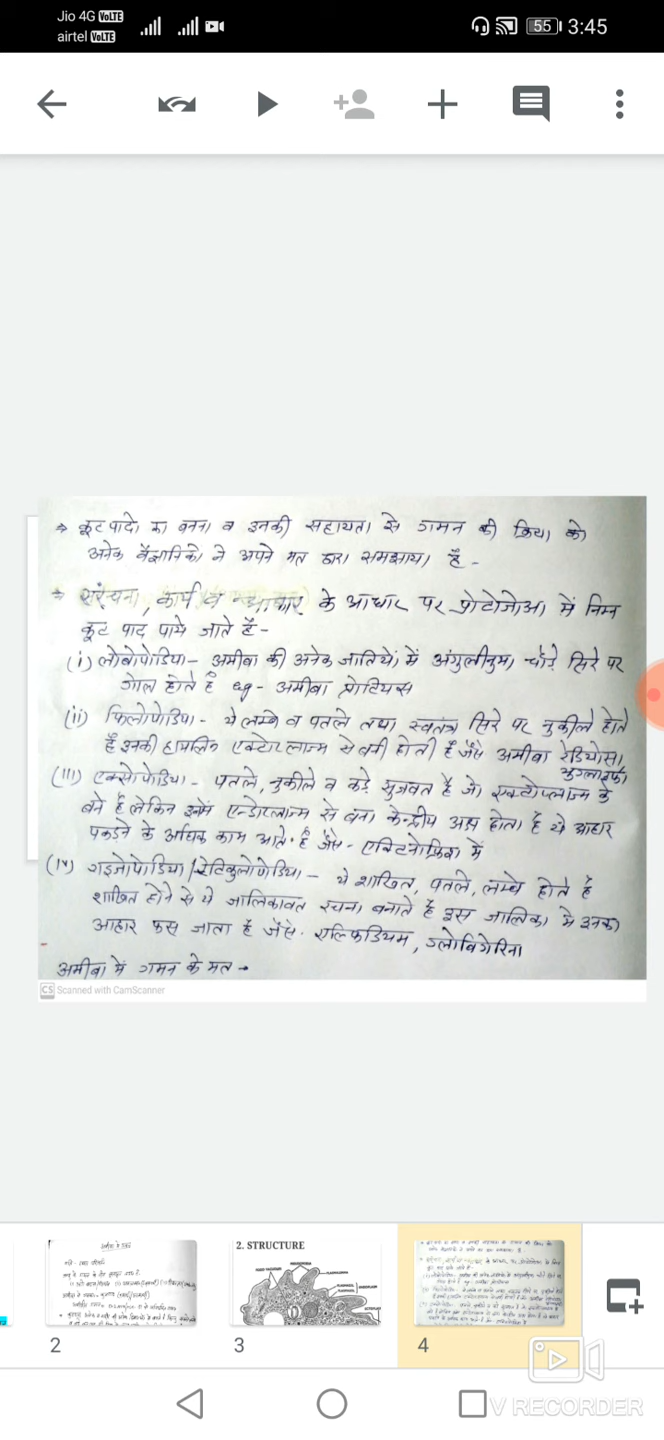 Jio 4G VoLTE
airtel VoLTE
55 3:45
⇒ कूटपादो का बनना व इनकी सहायता से गमन की क्रिया को
अनेक वैज्ञानिको ने अपने मत द्वारा समझाया है -
⇒ संरचना, कार्य व आकार के आधार पर प्रोटोजोआ में निम्न
कूट पाद पाये जाते है -
(i) लोबोपोडिया - अमीबा की अनेक जातियों में अंगुलीनुमा, चौड़े सिरे पर
गोल होते है eg - अमीबा प्रोटियस
(ii) फिलोपोडिया - ये लम्बे व पतले तथा स्वतंत्र सिरे पर नुकीले होते
है इनकी हायलिन एक्टोप्लाज्म से बनी होती है जैसे अमीबा रेडियोसा,
(iii) एक्सोपोडिया - पतले, नुकीले व कड़े सुजवत है जो एक्टोप्लाज्म के
बने है लेकिन इनमें एन्डोप्लाज्म से बना केन्द्रीय अक्ष होता है ये आहार
पकड़ने के अधिक काम आते है जैसे - एक्टिनोफ्रिश में
(iv) राइजोपोडिया/रेटिकुलोपोडिया - ये शाखित, पतले, लम्बे होते है
शाखित होने से ये जालिकावत रचना बनाते है इस जालिका में इनका
आहार फस जाता है जैसे - एल्फिडियम, ग्लोबिगेरिना
अमीबा में गमन के मत →
CS Scanned with CamScanner
2. STRUCTURE
2
3
4
V RECORDER